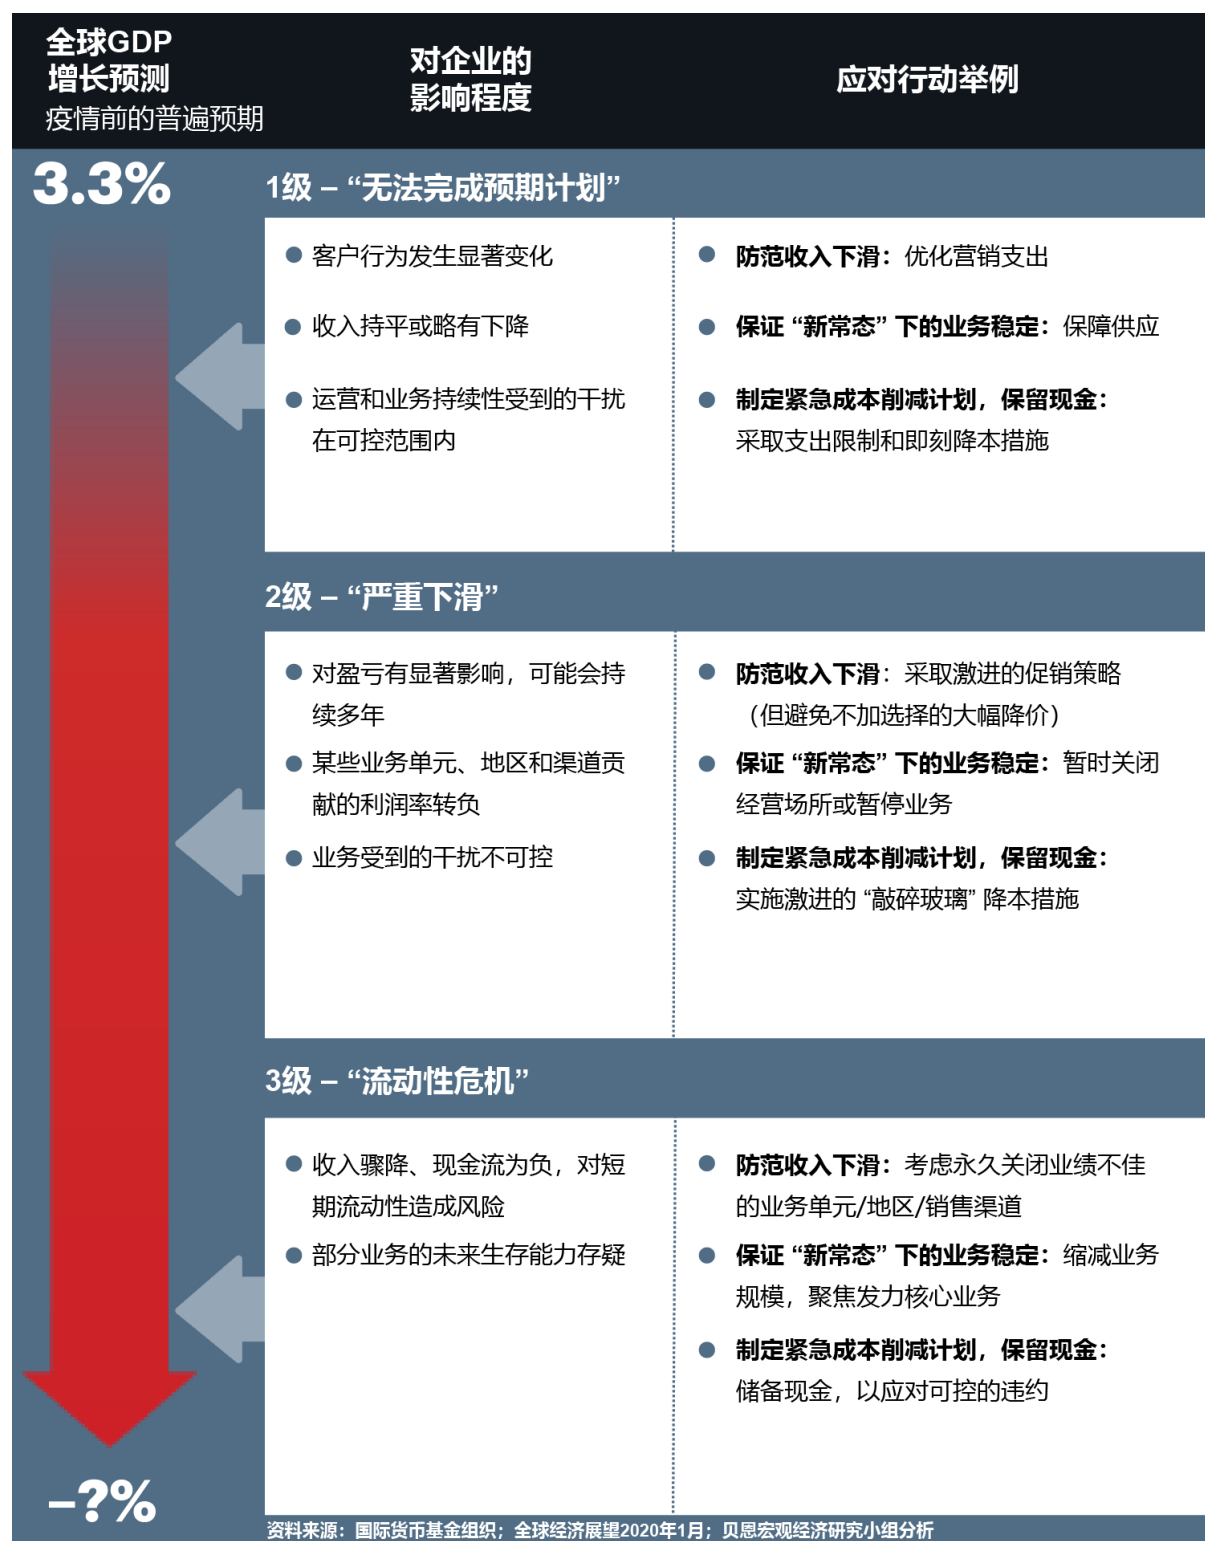 全球GDP
增长预测
疫情前的普遍预期
对企业的
影响程度
应对行动举例
3.3%
1级 – “无法完成预期计划”
客户行为发生显著变化
收入持平或略有下降
运营和业务持续性受到的干扰
在可控范围内
防范收入下滑：优化营销支出
保证 “新常态” 下的业务稳定：保障供应
制定紧急成本削减计划，保留现金：
采取支出限制和即刻降本措施
2级 – “严重下滑”
对盈亏有显著影响，可能会持
续多年
某些业务单元、地区和渠道贡
献的利润率转负
业务受到的干扰不可控
防范收入下滑：采取激进的促销策略
（但避免不加选择的大幅降价）
保证 “新常态” 下的业务稳定：暂时关闭
经营场所或暂停业务
制定紧急成本削减计划，保留现金：
实施激进的 “敲碎玻璃” 降本措施
3级 – “流动性危机”
收入骤降、现金流为负，对短
期流动性造成风险
部分业务的未来生存能力存疑
防范收入下滑：考虑永久关闭业绩不佳
的业务单元/地区/销售渠道
保证 “新常态” 下的业务稳定：缩减业务
规模，聚焦发力核心业务
制定紧急成本削减计划，保留现金：
储备现金，以应对可控的违约
–?%
资料来源：国际货币基金组织；全球经济展望2020年1月；贝恩宏观经济研究小组分析